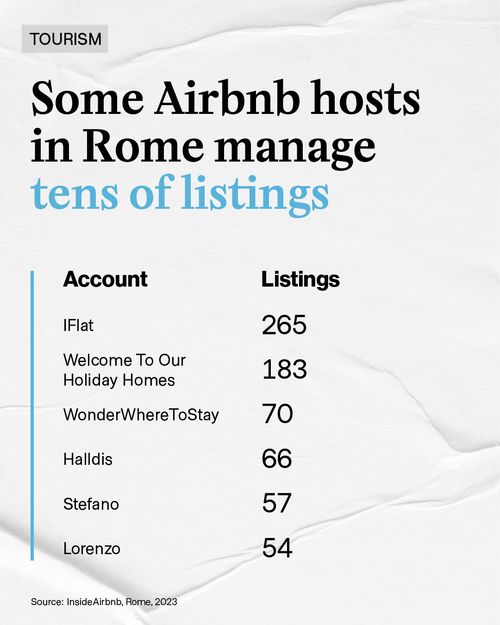 TOURISM
Some Airbnb hosts
in Rome manage
tens of listings
Account Listings
IFlat 265
Welcome To Our
Holiday Homes 183
WonderWhereToStay 70
Halldis 66
Stefano 57
Lorenzo 54
Source: InsideAirbnb, Rome, 2023